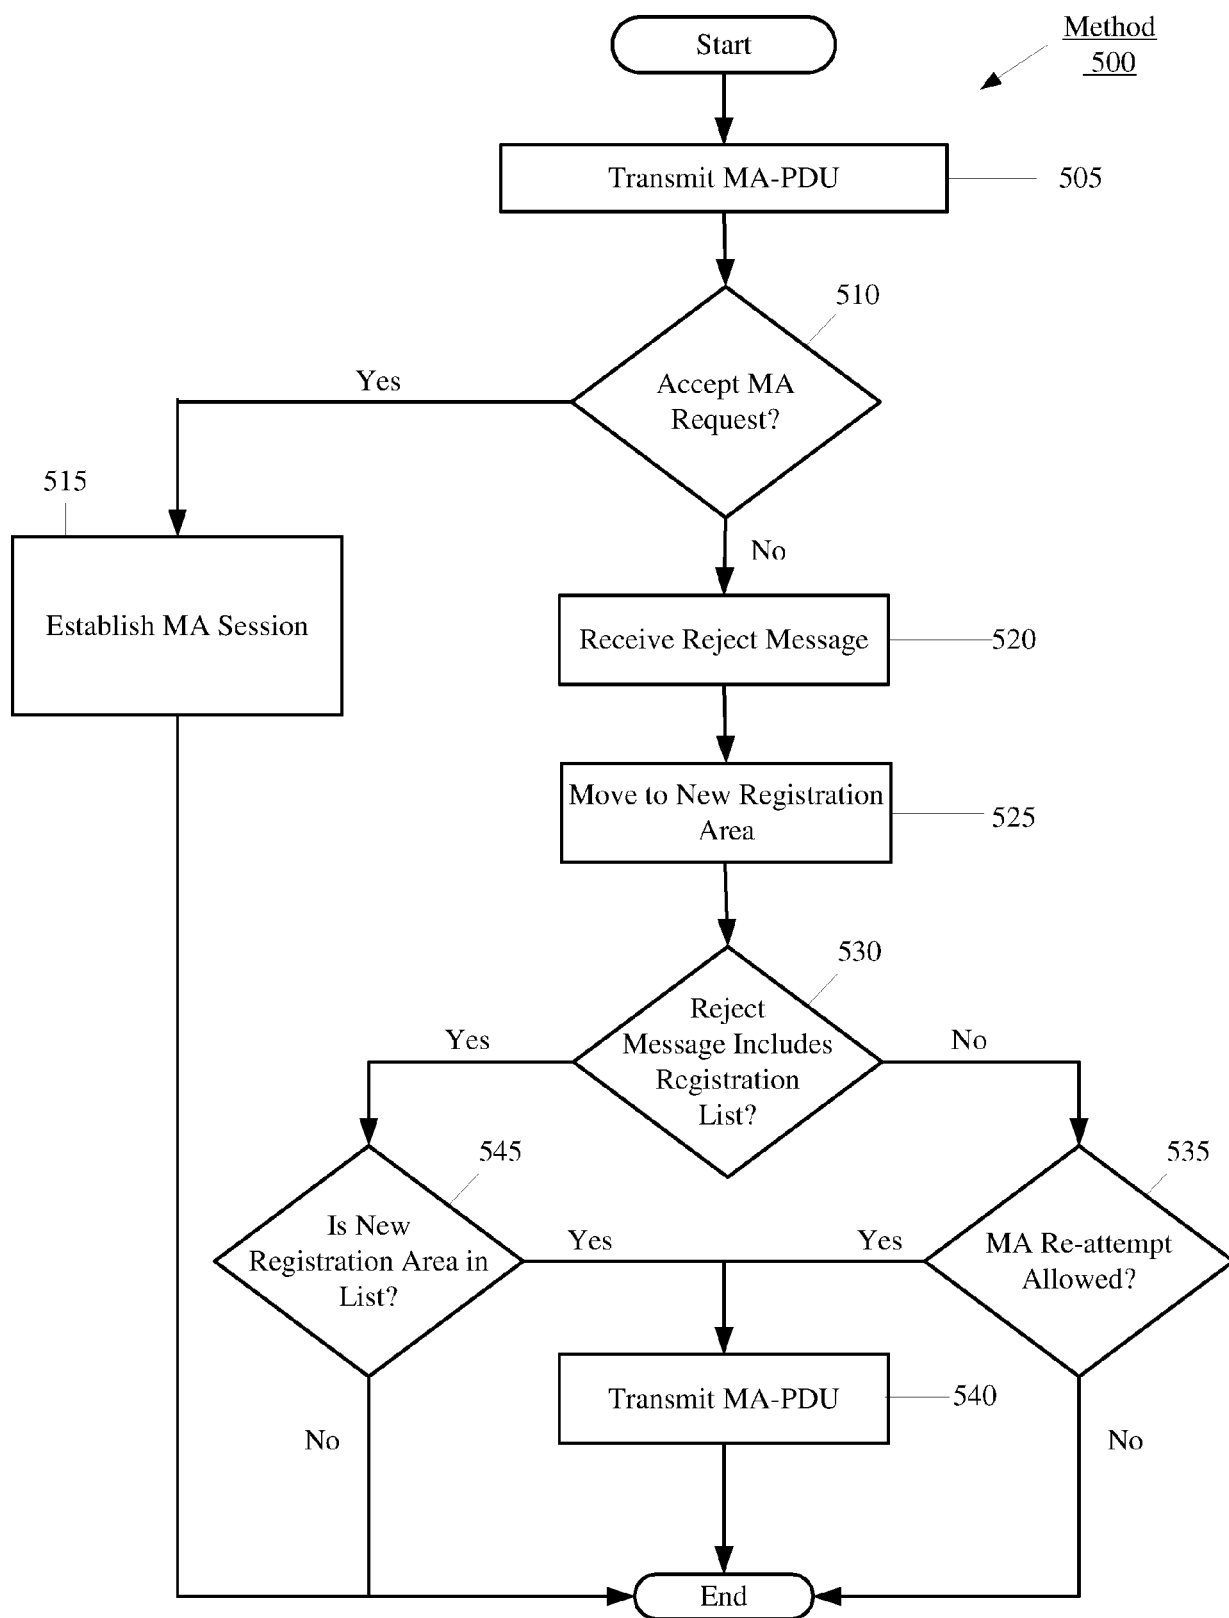 Start
Method
500
Transmit MA-PDU
505
510
Yes
Accept MA
Request?
515
No
Establish MA Session
Receive Reject Message
520
Move to New Registration
Area
525
530
Reject
Message Includes
Registration
List?
Yes
No
545
535
Is New
Registration Area in
List?
Yes
Yes
MA Re-attempt
Allowed?
Transmit MA-PDU
540
No
No
End